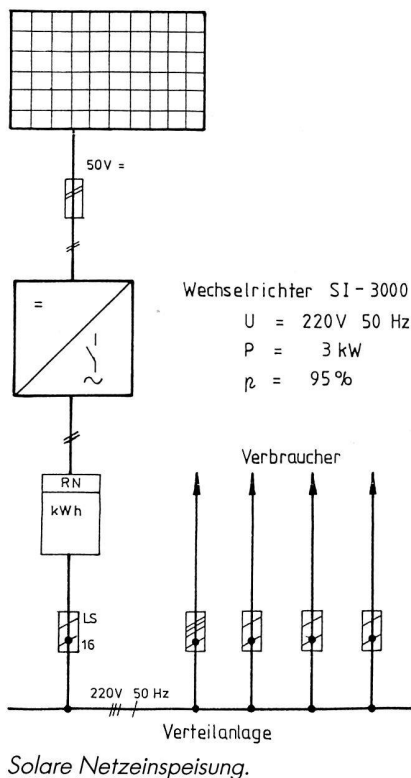 50V =
=
~
Wechselrichter SI-3000
U = 220V 50 Hz
P = 3 kW
η = 95%
Verbraucher
RN
kWh
LS
16
220V 50 Hz
Verteilanlage
Solare Netzeinspeisung.